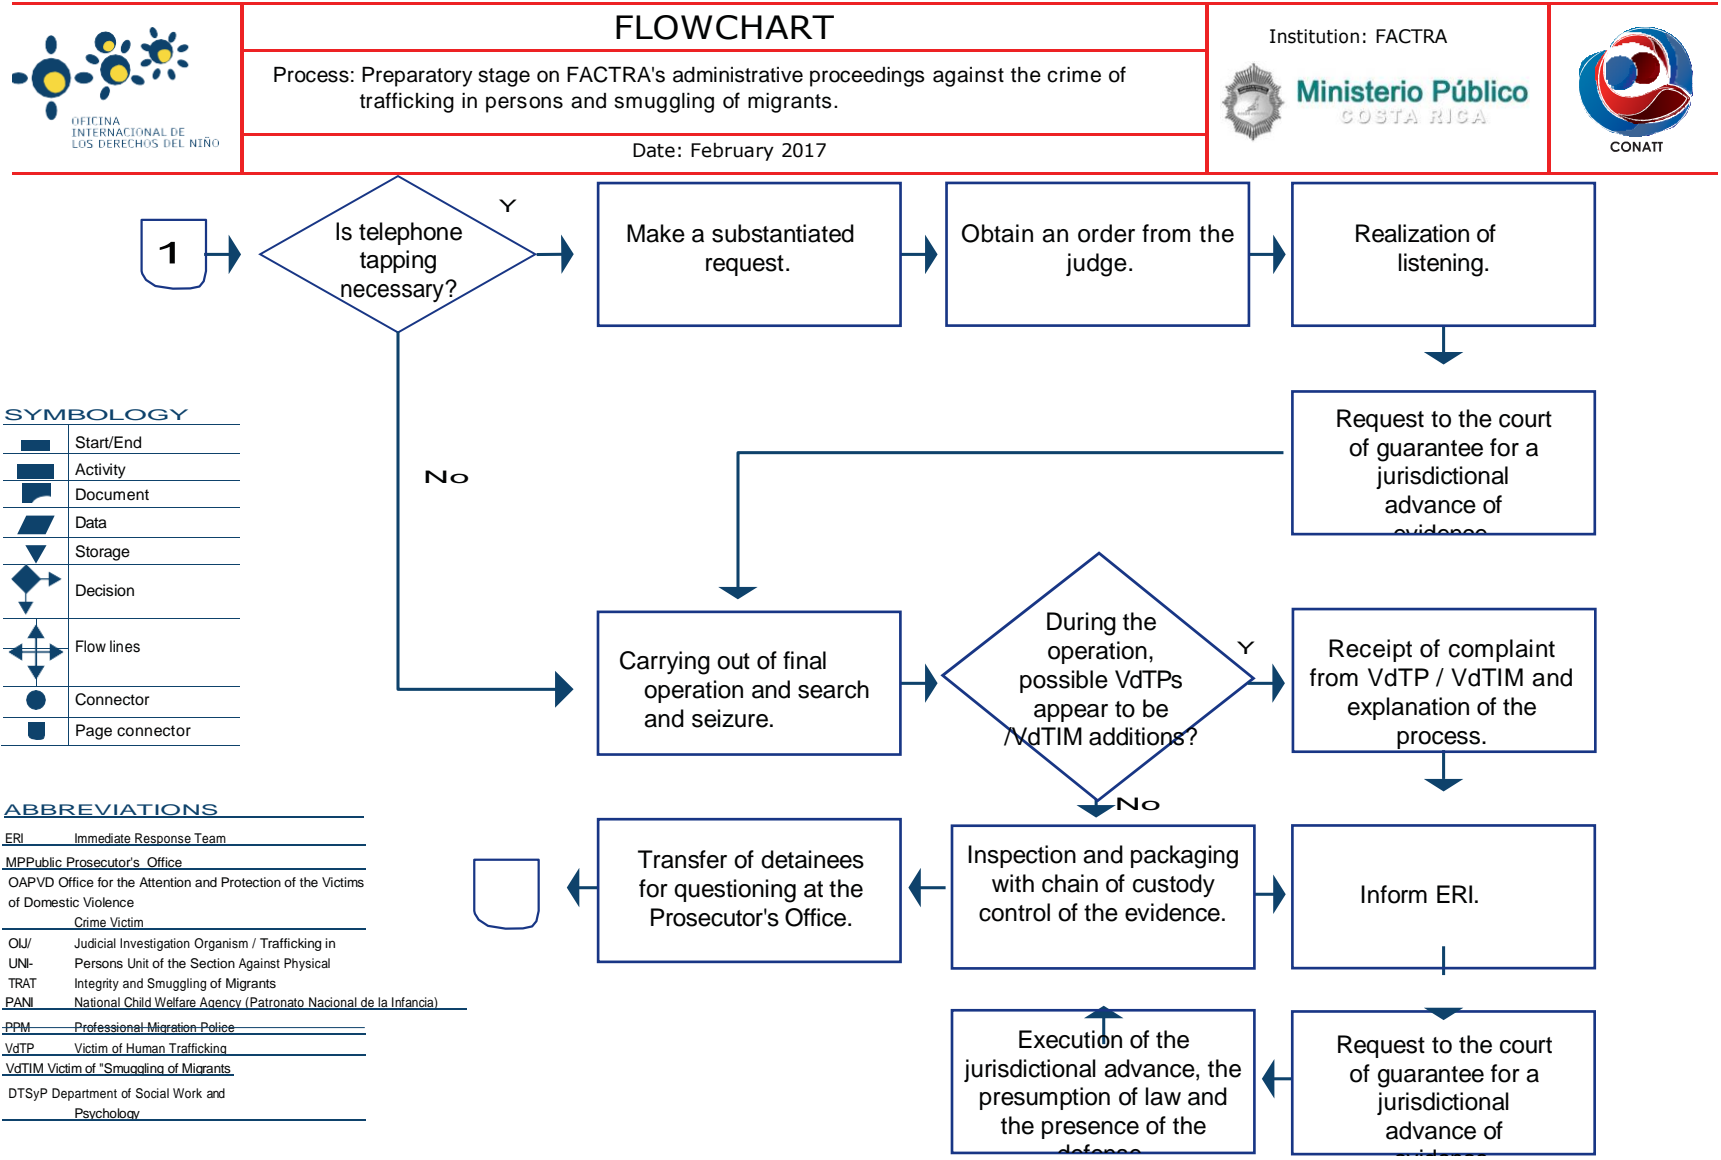 FLOWCHART
Process: Preparatory stage on FACTRA's administrative proceedings against the crime of
trafficking in persons and smuggling of migrants.
Date: February 2017
Institution: FACTRA
Ministerio Público
COSTA RICA
CONATT
OFICINA
INTERNACIONAL DE
LOS DERECHOS DEL NIÑO
1
Is telephone
tapping
necessary?
Y
Make a substantiated
request.
Obtain an order from the
judge.
Realization of
listening.
No
Request to the court
of guarantee for a
jurisdictional
advance of
evidence.
SYMBOLOGY
Start/End
Activity
Document
Data
Storage
Decision
Flow lines
Connector
Page connector
Carrying out of final
operation and search
and seizure.
During the
operation,
possible VdTPs
appear to be
/VdTIM additions?
Y
Receipt of complaint
from VdTP / VdTIM and
explanation of the
process.
No
Transfer of detainees
for questioning at the
Prosecutor's Office.
Inspection and packaging
with chain of custody
control of the evidence.
Inform ERI.
Execution of the
jurisdictional advance, the
presumption of law and
the presence of the
defense.
Request to the court
of guarantee for a
jurisdictional
advance of
evidence.
ABBREVIATIONS
ERI Immediate Response Team
MPPublic Prosecutor's Office
OAPVD Office for the Attention and Protection of the Victims
of Domestic Violence
Crime Victim
OIJ/ Judicial Investigation Organism / Trafficking in
UNI- Persons Unit of the Section Against Physical
TRAT Integrity and Smuggling of Migrants
PANI National Child Welfare Agency (Patronato Nacional de la Infancia)
PPM Professional Migration Police
VdTP Victim of Human Trafficking
VdTIM Victim of "Smuggling of Migrants
DTSyP Department of Social Work and
Psychology